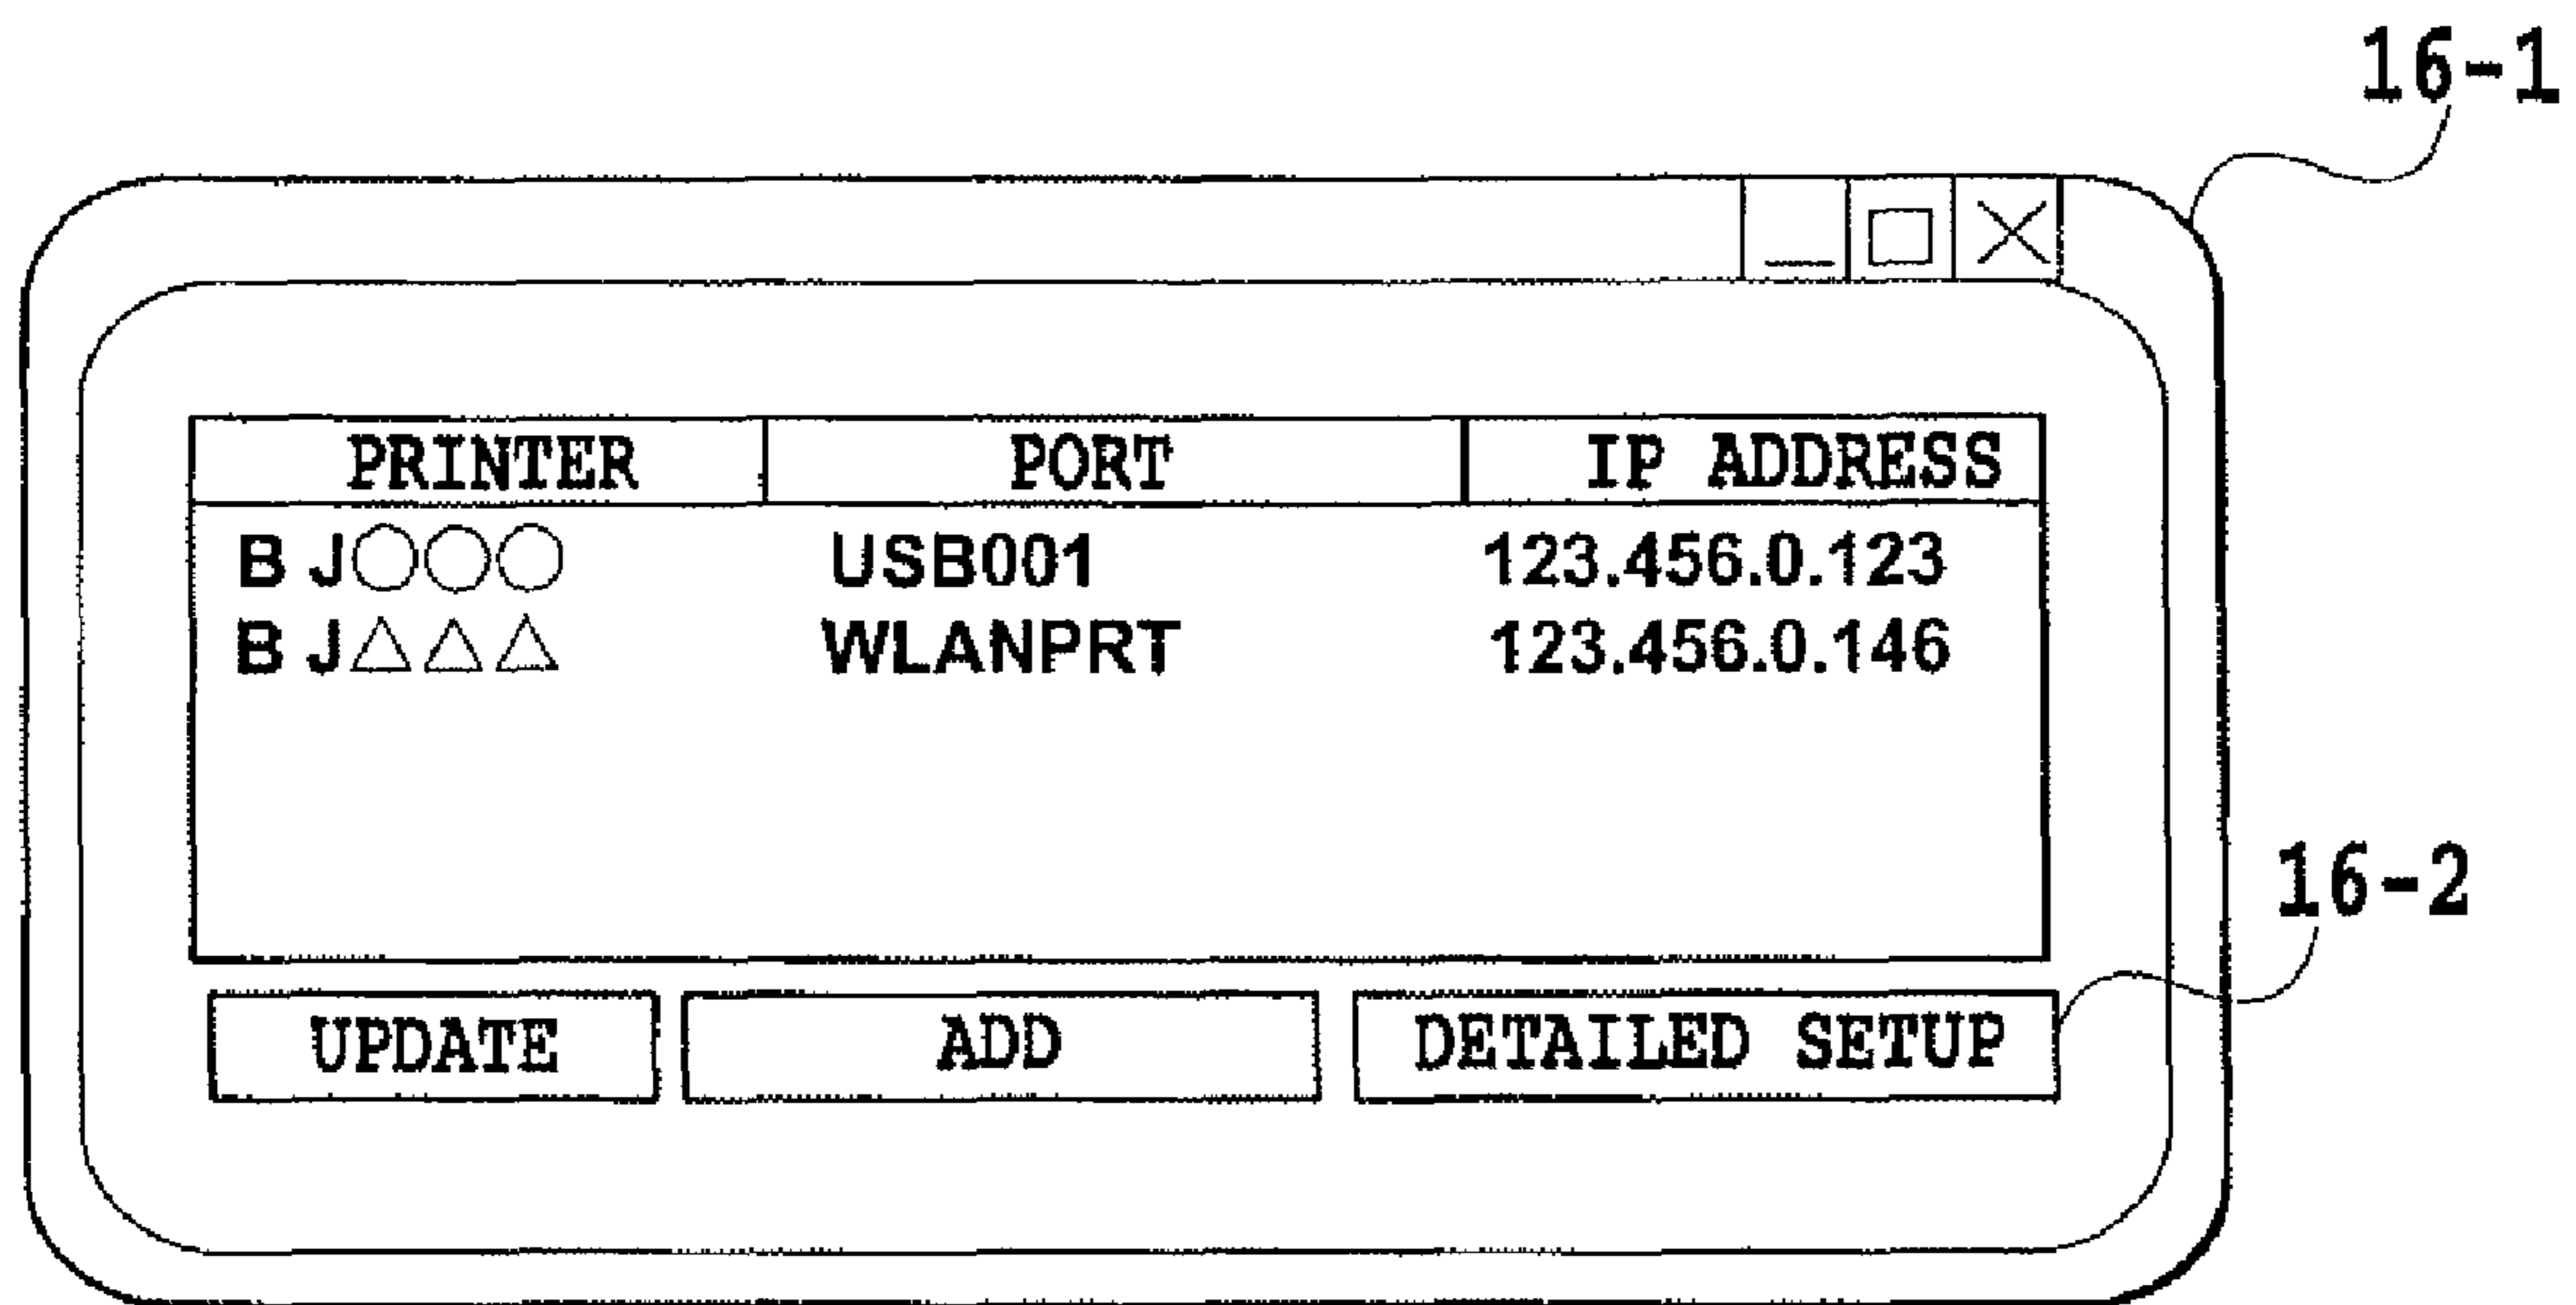 16-1
PRINTER PORT IP ADDRESS
BJ○○○ USB001 123.456.0.123
BJ△△△ WLANPRT 123.456.0.146
16-2
UPDATE ADD DETAILED SETUP